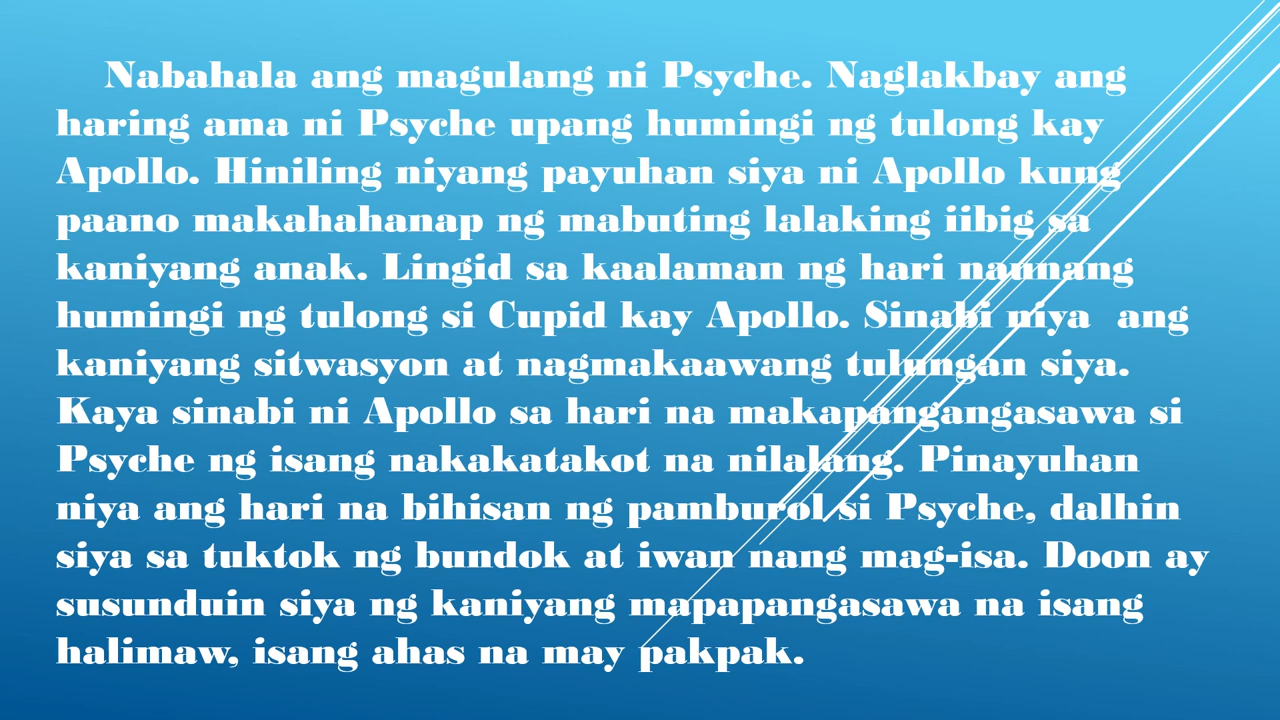 Nabahala ang magulang ni Psyche. Naglakbay ang
haring ama ni Psyche upang humingi ng tulong kay
Apollo. Hiniling niyang payuhan siya ni Apollo kung
paano makahahanap ng mabuting lalaking iibig sa
kaniyang anak. Lingid sa kaalaman ng hari naunang
humingi ng tulong si Cupid kay Apollo. Sinabi niya ang
kaniyang sitwasyon at nagmakaawang tulungan siya.
Kaya sinabi ni Apollo sa hari na makapangangasawa si
Psyche ng isang nakakatakot na nilalang. Pinayuhan
niya ang hari na bihisan ng pamburol si Psyche, dalhin
siya sa tuktok ng bundok at iwan nang mag-isa. Doon ay
susunduin siya ng kaniyang mapapangasawa na isang
halimaw, isang ahas na may pakpak.